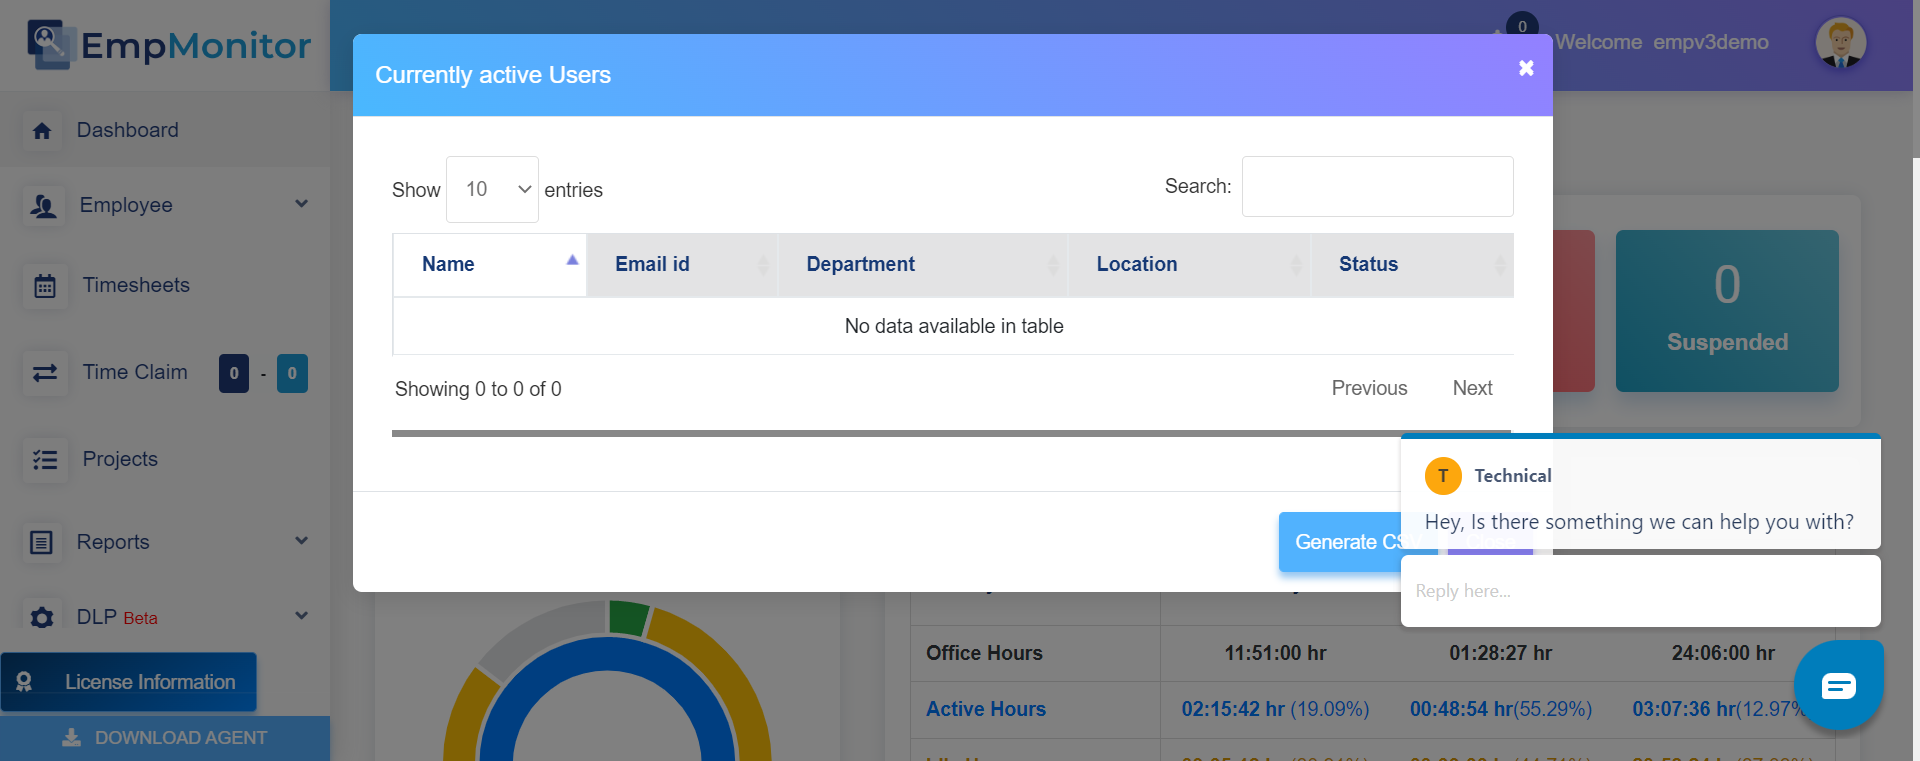 EmpMonitor
0
Welcome empv3demo
Currently active Users
Dashboard
Employee
Timesheets
Time Claim 0 - 0
Projects
Reports
DLP Beta
License Information
DOWNLOAD AGENT
Show 10 entries
Search:
Name Email id Department Location Status
No data available in table
Showing 0 to 0 of 0
Previous Next
0
Suspended
T Technical
Hey, Is there something we can help you with?
Generate CSV Close
Reply here...
Office Hours 11:51:00 hr 01:28:27 hr 24:06:00 hr
Active Hours 02:15:42 hr (19.09%) 00:48:54 hr(55.29%) 03:07:36 hr(12.97%